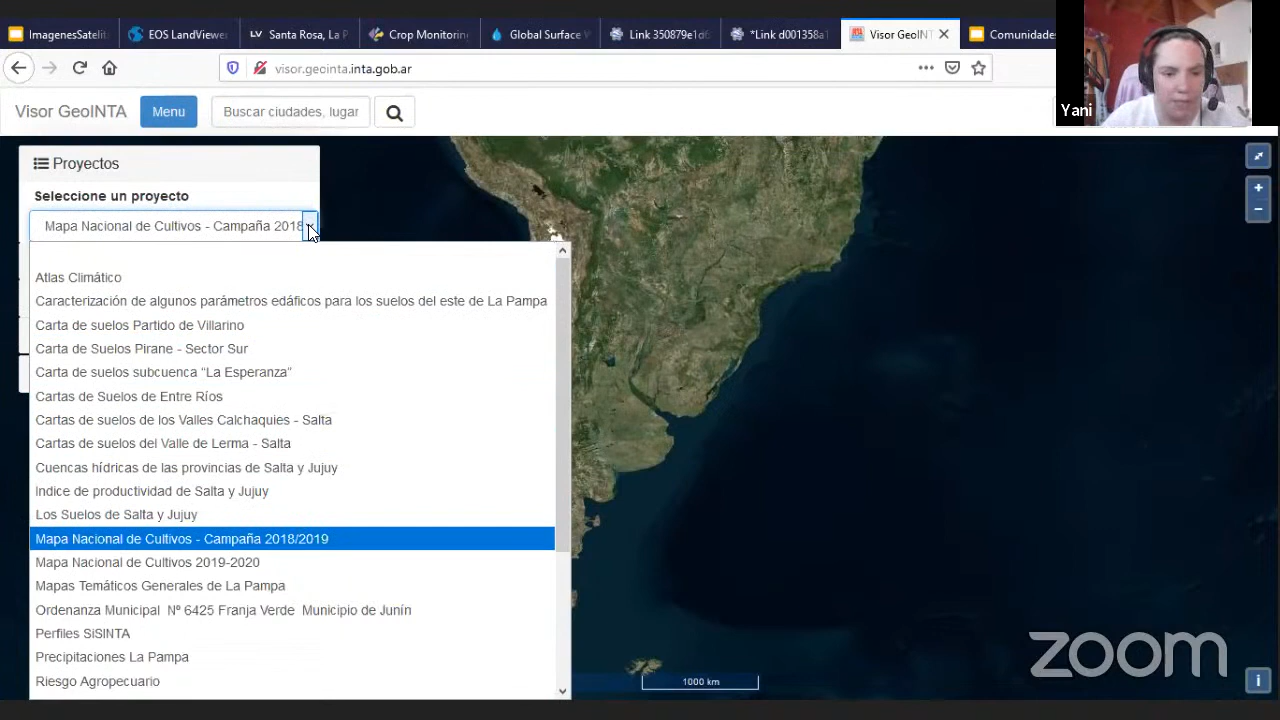 ImagenesSatelit
EOS LandViewe
Santa Rosa, La P
Crop Monitoring
Global Surface W
Link 350879e1d6
*Link d001358a1
Visor GeoINT
Comunidades
visor.geointa.inta.gob.ar
Yani
Visor GeoINTA
Menu
Buscar ciudades, lugar
Proyectos
Seleccione un proyecto
Mapa Nacional de Cultivos - Campaña 2018
Atlas Climático
Caracterización de algunos parámetros edáficos para los suelos del este de La Pampa
Carta de suelos Partido de Villarino
Carta de Suelos Pirane - Sector Sur
Carta de suelos subcuenca “La Esperanza”
Cartas de Suelos de Entre Ríos
Cartas de suelos de los Valles Calchaquies - Salta
Cartas de suelos del Valle de Lerma - Salta
Cuencas hídricas de las provincias de Salta y Jujuy
Indice de productividad de Salta y Jujuy
Los Suelos de Salta y Jujuy
Mapa Nacional de Cultivos - Campaña 2018/2019
Mapa Nacional de Cultivos 2019-2020
Mapas Temáticos Generales de La Pampa
Ordenanza Municipal Nº 6425 Franja Verde Municipio de Junín
Perfiles SiSINTA
Precipitaciones La Pampa
Riesgo Agropecuario
1000 km
zoom